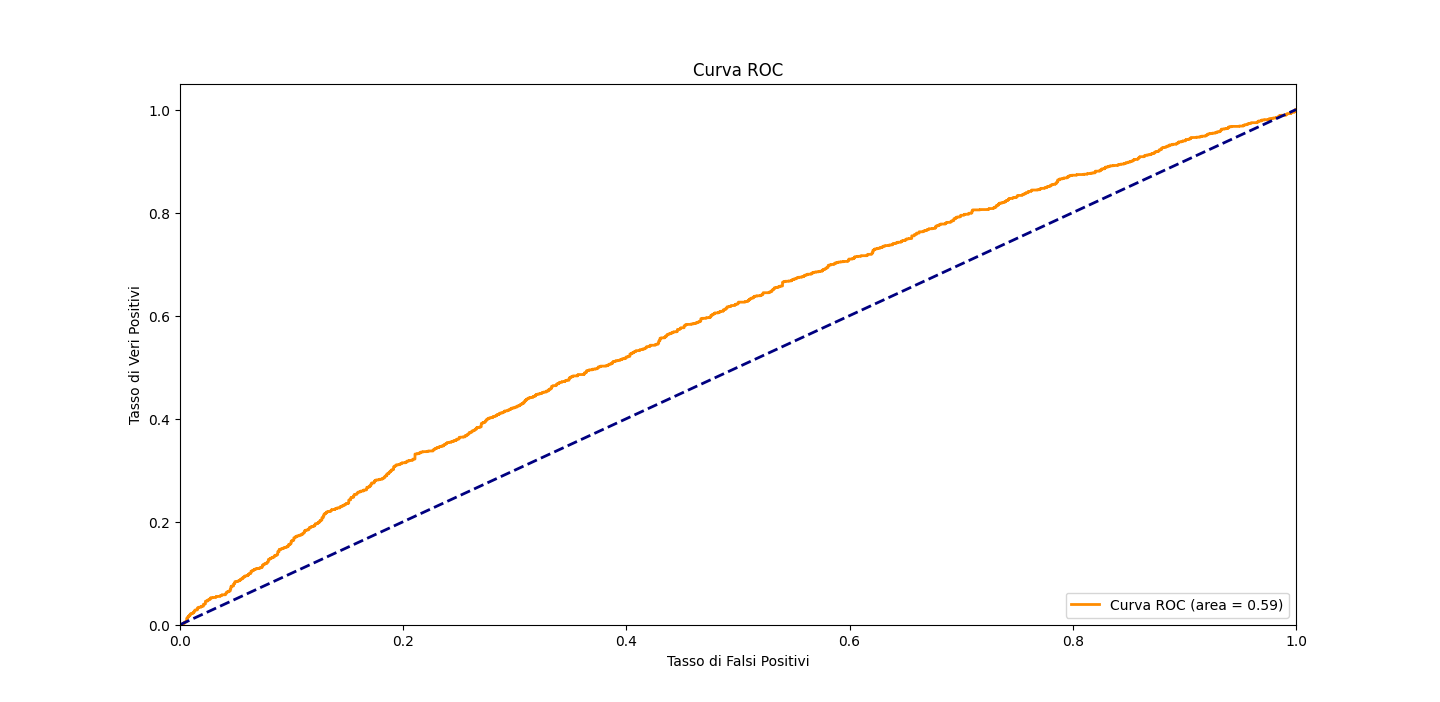 Curva ROC
1.0
0.8
0.6
0.4
0.2
0.0
Tasso di Veri Positivi
0.0 0.2 0.4 0.6 0.8 1.0
Tasso di Falsi Positivi
Curva ROC (area = 0.59)